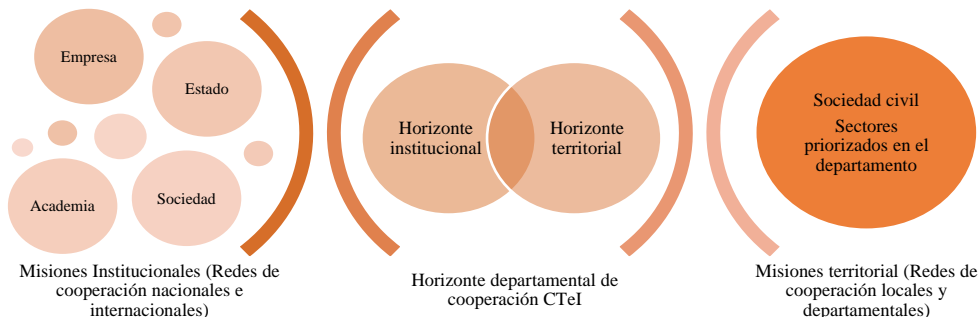 Empresa
Estado
Academia
Sociedad
Misiones Institucionales (Redes de
cooperación nacionales e
internacionales)
Horizonte
institucional
Horizonte
territorial
Horizonte departamental de
cooperación CTeI
Sociedad civil
Sectores
priorizados en el
departamento
Misiones territorial (Redes de
cooperación locales y
departamentales)